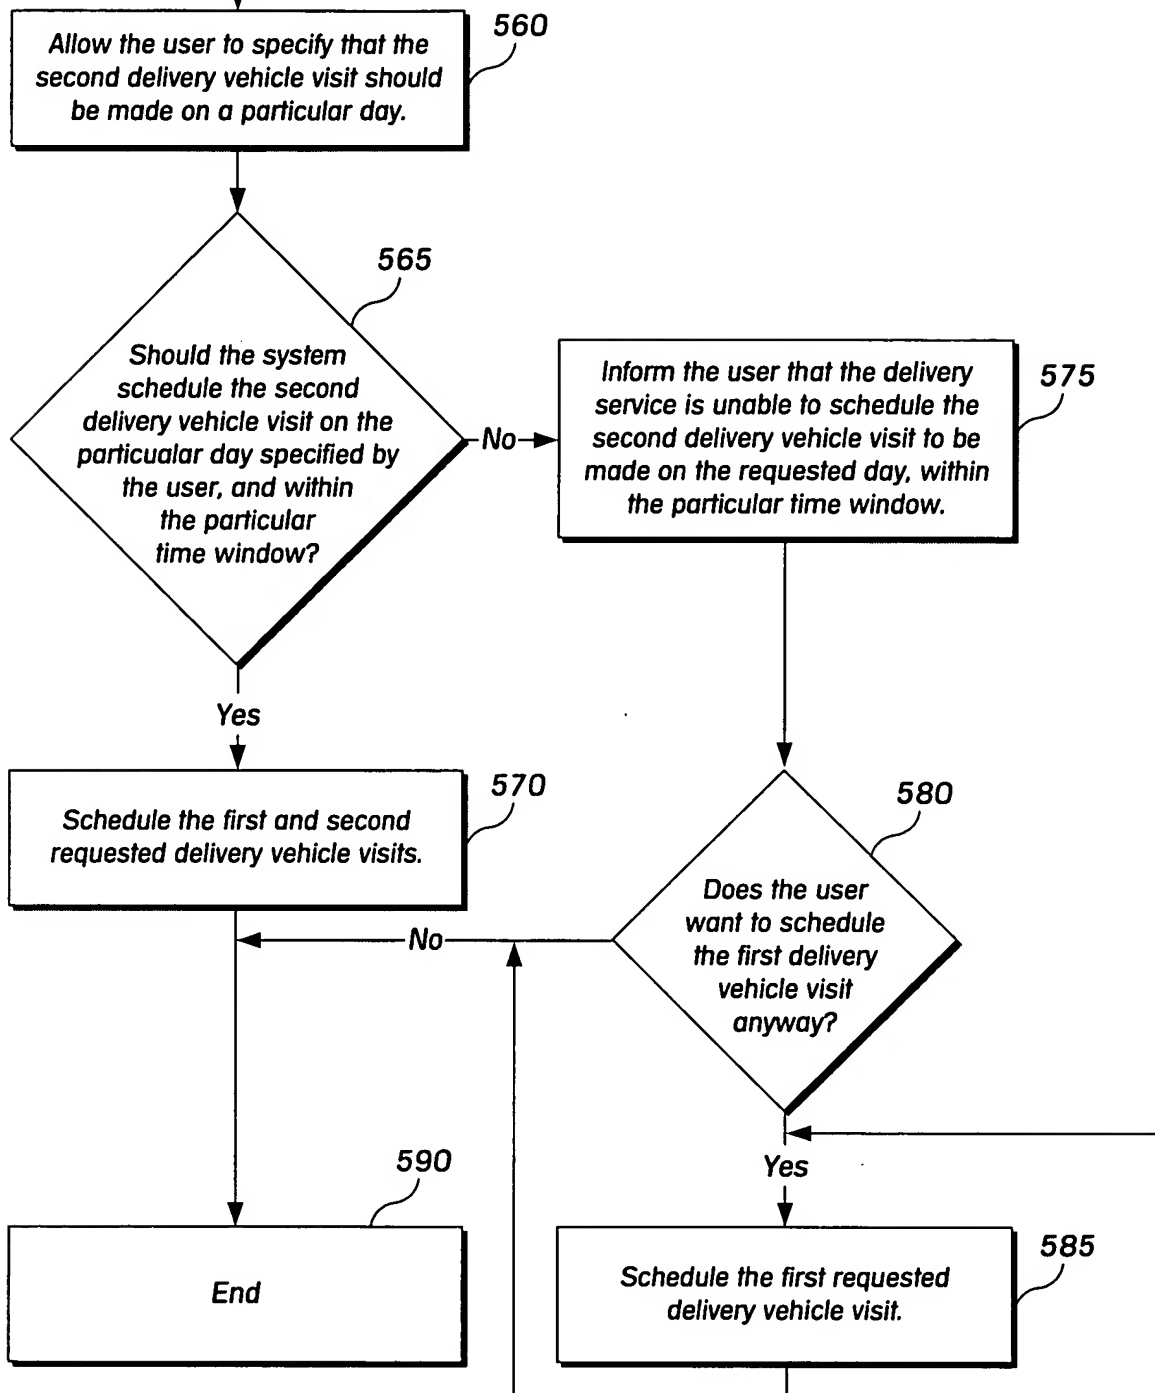 560
Allow the user to specify that the
second delivery vehicle visit should
be made on a particular day.
565
Should the system
schedule the second
delivery vehicle visit on the
particualar day specified by
the user, and within
the particular
time window?
No
Inform the user that the delivery
service is unable to schedule the
second delivery vehicle visit to be
made on the requested day, within
the particular time window.
575
Yes
570
Schedule the first and second
requested delivery vehicle visits.
580
Does the user
want to schedule
the first delivery
vehicle visit
anyway?
No
Yes
590
End
585
Schedule the first requested
delivery vehicle visit.